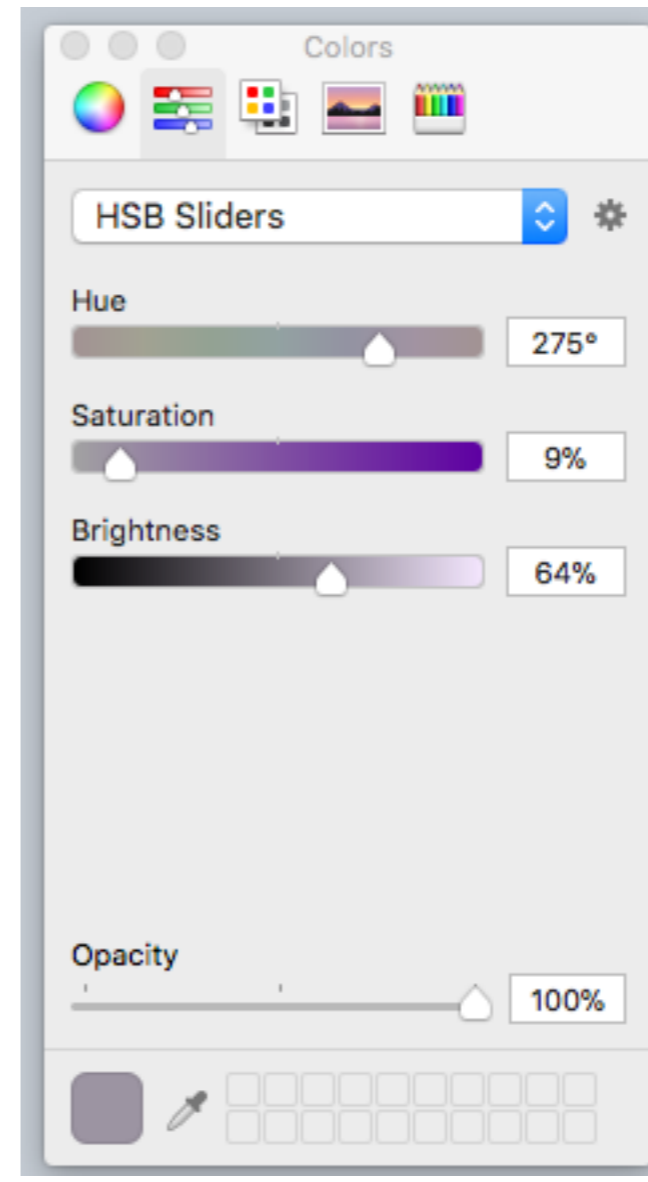 Colors
HSB Sliders
Hue
275°
Saturation
9%
Brightness
64%
Opacity
100%